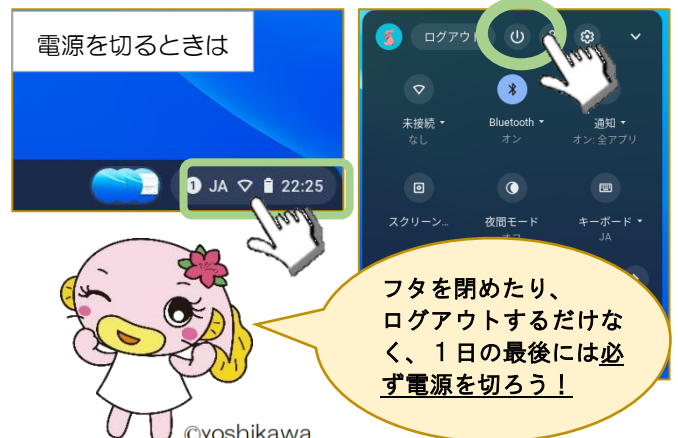 電源を切るときは
1 JA 22:25
ログアウト
未接続
なし
Bluetooth
オン
通知
オン: 全アプリ
スクリーン…
夜間モード
オフ
キーボード
JA
フタを閉めたり、
ログアウトするだけな
く、１日の最後には必
ず電源を切ろう！
©yoshikawa